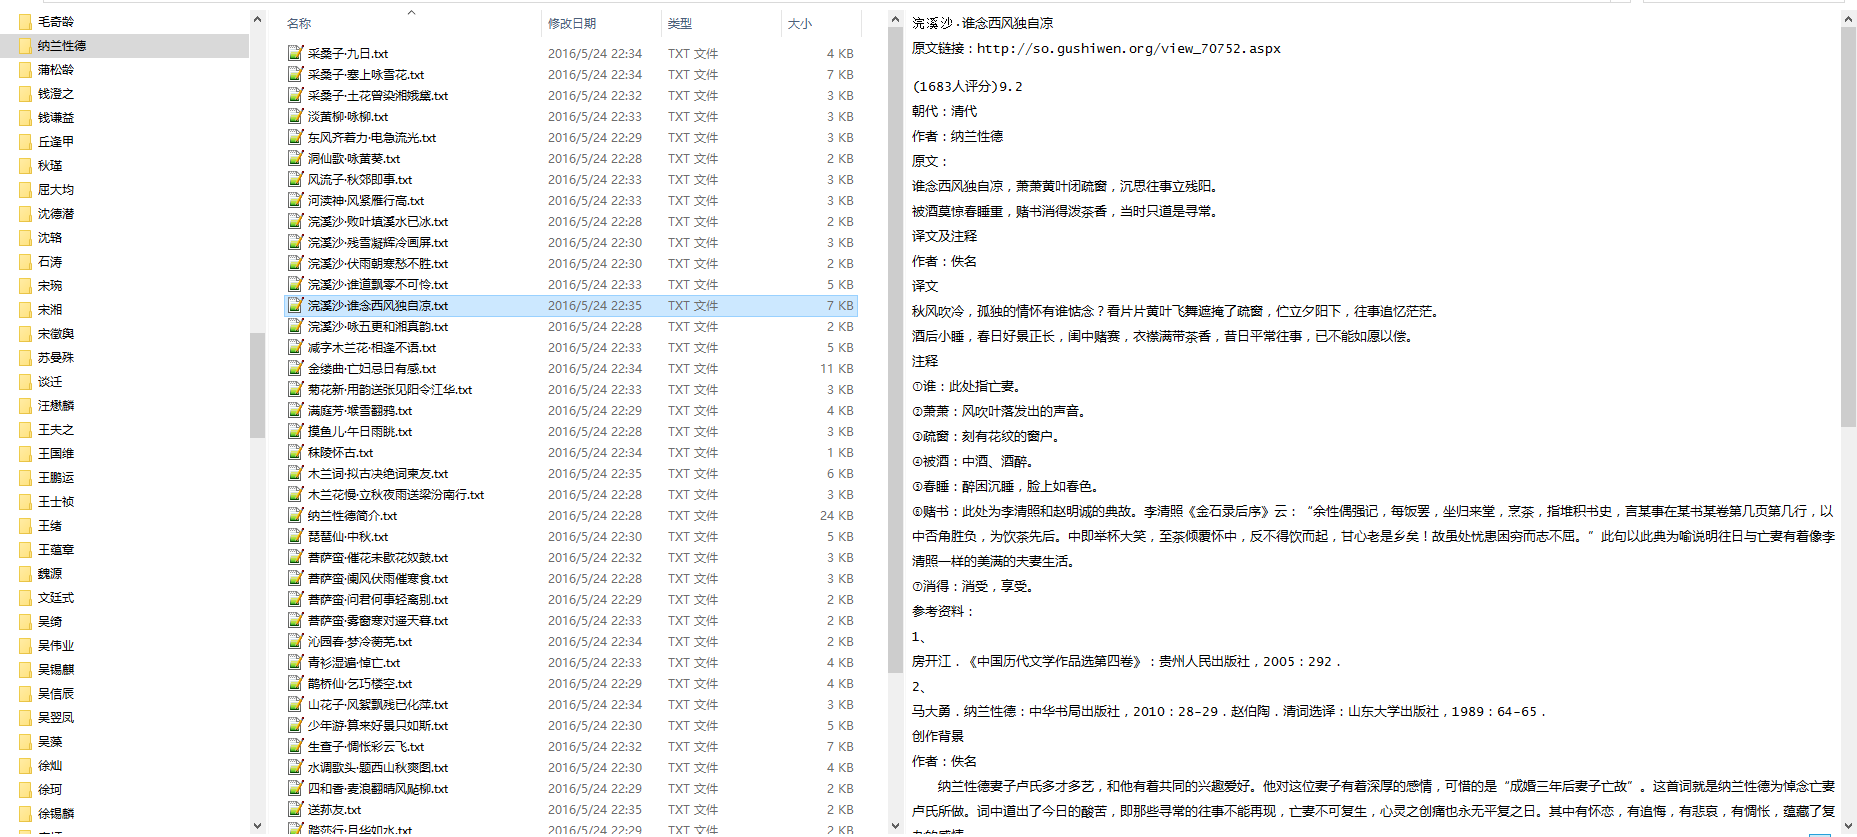 毛奇龄
纳兰性德
蒲松龄
钱澄之
钱谦益
丘逢甲
秋瑾
屈大均
沈德潜
沈辂
石涛
宋琬
宋湘
宋徵舆
苏曼殊
谈迁
汪懋麟
王夫之
王国维
王鹏运
王士祯
王绪
王蕴章
魏源
文廷式
吴绮
吴伟业
吴锡麒
吴信辰
吴翌凤
吴藻
徐灿
徐珂
徐锡麟
名称 修改日期 类型 大小
采桑子·九日.txt 2016/5/24 22:34 TXT 文件 4 KB
采桑子·塞上咏雪花.txt 2016/5/24 22:34 TXT 文件 7 KB
采桑子·土花曾染湘娥黛.txt 2016/5/24 22:32 TXT 文件 3 KB
淡黄柳·咏柳.txt 2016/5/24 22:33 TXT 文件 3 KB
东风齐着力·电急流光.txt 2016/5/24 22:29 TXT 文件 3 KB
洞仙歌·咏黄葵.txt 2016/5/24 22:28 TXT 文件 2 KB
风流子·秋郊即事.txt 2016/5/24 22:33 TXT 文件 3 KB
河渎神·风紧雁行高.txt 2016/5/24 22:33 TXT 文件 3 KB
浣溪沙·败叶填溪水已冰.txt 2016/5/24 22:28 TXT 文件 2 KB
浣溪沙·残雪凝辉冷画屏.txt 2016/5/24 22:30 TXT 文件 3 KB
浣溪沙·伏雨朝寒愁不胜.txt 2016/5/24 22:30 TXT 文件 2 KB
浣溪沙·谁道飘零不可怜.txt 2016/5/24 22:33 TXT 文件 5 KB
浣溪沙·谁念西风独自凉.txt 2016/5/24 22:35 TXT 文件 7 KB
浣溪沙·咏五更和湘真韵.txt 2016/5/24 22:28 TXT 文件 2 KB
减字木兰花·相逢不语.txt 2016/5/24 22:33 TXT 文件 5 KB
金缕曲·亡妇忌日有感.txt 2016/5/24 22:34 TXT 文件 11 KB
菊花新·用韵送张见阳令江华.txt 2016/5/24 22:33 TXT 文件 3 KB
满庭芳·堠雪翻鸦.txt 2016/5/24 22:29 TXT 文件 4 KB
摸鱼儿·午日雨眺.txt 2016/5/24 22:28 TXT 文件 3 KB
秣陵怀古.txt 2016/5/24 22:34 TXT 文件 1 KB
木兰词·拟古决绝词柬友.txt 2016/5/24 22:35 TXT 文件 6 KB
木兰花慢·立秋夜雨送梁汾南行.txt 2016/5/24 22:28 TXT 文件 3 KB
纳兰性德简介.txt 2016/5/24 22:28 TXT 文件 24 KB
琵琶仙·中秋.txt 2016/5/24 22:30 TXT 文件 5 KB
菩萨蛮·催花未歇花奴鼓.txt 2016/5/24 22:32 TXT 文件 3 KB
菩萨蛮·阑风伏雨催寒食.txt 2016/5/24 22:28 TXT 文件 3 KB
菩萨蛮·问君何事轻离别.txt 2016/5/24 22:29 TXT 文件 2 KB
菩萨蛮·雾窗寒对遥天暮.txt 2016/5/24 22:33 TXT 文件 2 KB
沁园春·梦冷蘅芜.txt 2016/5/24 22:34 TXT 文件 2 KB
青衫湿遍·悼亡.txt 2016/5/24 22:33 TXT 文件 4 KB
鹊桥仙·乞巧楼空.txt 2016/5/24 22:29 TXT 文件 4 KB
山花子·风絮飘残已化萍.txt 2016/5/24 22:34 TXT 文件 3 KB
少年游·算来好景只如斯.txt 2016/5/24 22:30 TXT 文件 5 KB
生查子·惆怅彩云飞.txt 2016/5/24 22:32 TXT 文件 7 KB
水调歌头·题西山秋爽图.txt 2016/5/24 22:30 TXT 文件 4 KB
四和香·麦浪翻晴风飐柳.txt 2016/5/24 22:29 TXT 文件 2 KB
送荪友.txt 2016/5/24 22:35 TXT 文件 2 KB
踏莎行·月华如水.txt 2016/5/24 22:29 TXT 文件 2 KB
浣溪沙·谁念西风独自凉
原文链接：http://so.gushiwen.org/view_70752.aspx
(1683人评分)9.2
朝代：清代
作者：纳兰性德
原文：
谁念西风独自凉，萧萧黄叶闭疏窗，沉思往事立残阳。
被酒莫惊春睡重，赌书消得泼茶香，当时只道是寻常。
译文及注释
作者：佚名
译文
秋风吹冷，孤独的情怀有谁惦念？看片片黄叶飞舞遮掩了疏窗，伫立夕阳下，往事追忆茫茫。
酒后小睡，春日好景正长，闺中赌赛，衣襟满带茶香，昔日平常往事，已不能如愿以偿。
注释
①谁：此处指亡妻。
②萧萧：风吹叶落发出的声音。
③疏窗：刻有花纹的窗户。
④被酒：中酒、酒醉。
⑤春睡：醉困沉睡，脸上如春色。
⑥赌书：此处为李清照和赵明诚的典故。李清照《金石录后序》云：“余性偶强记，每饭罢，坐归来堂，烹茶，指堆积书史，言某事在某书某卷第几页第几行，以
中否角胜负，为饮茶先后。中即举杯大笑，至茶倾覆怀中，反不得饮而起，甘心老是乡矣！故虽处忧患困穷而志不屈。”此句以此典为喻说明往日与亡妻有着像李
清照一样的美满的夫妻生活。
⑦消得：消受，享受。
参考资料：
1、
房开江．《中国历代文学作品选第四卷》：贵州人民出版社，2005：292．
2、
马大勇．纳兰性德：中华书局出版社，2010：28-29．赵伯陶．清词选译：山东大学出版社，1989：64-65．
创作背景
作者：佚名
纳兰性德妻子卢氏多才多艺，和他有着共同的兴趣爱好。他对这位妻子有着深厚的感情，可惜的是“成婚三年后妻子亡故”。这首词就是纳兰性德为悼念亡妻
卢氏所做。词中道出了今日的酸苦，即那些寻常的往事不能再现，亡妻不可复生，心灵之创痛也永无平复之日。其中有怀恋，有追悔，有悲哀，有惆怅，蕴藏了复